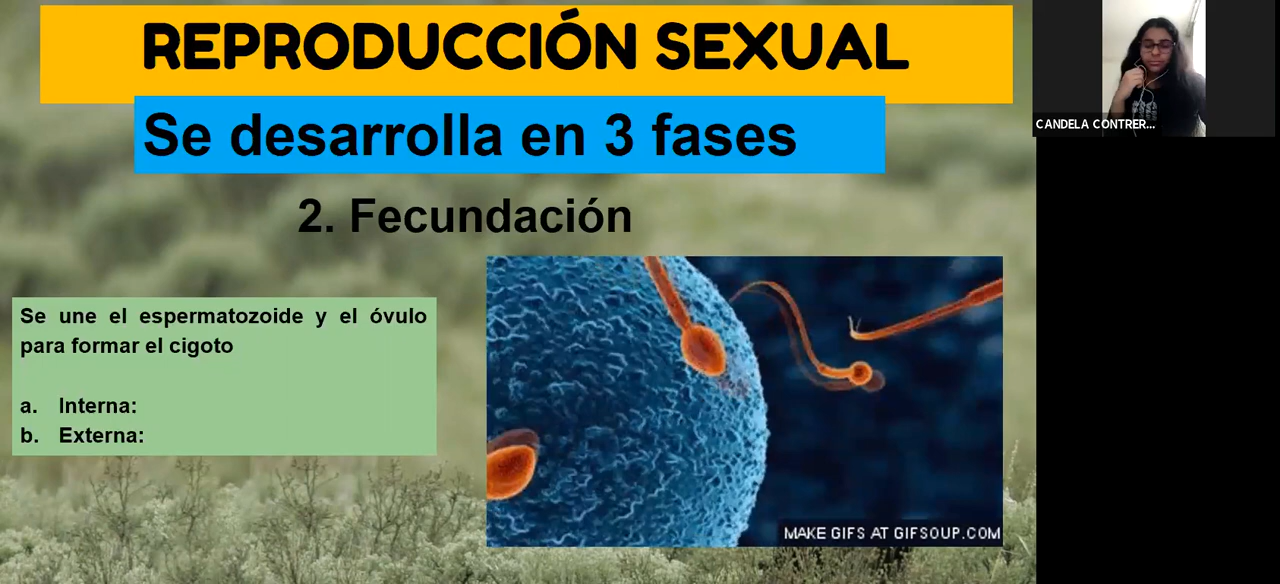 REPRODUCCIÓN SEXUAL
Se desarrolla en 3 fases
2. Fecundación
Se une el espermatozoide y el óvulo
para formar el cigoto
a. Interna:
b. Externa:
MAKE GIFS AT GIFSOUP.COM
CANDELA CONTRER...